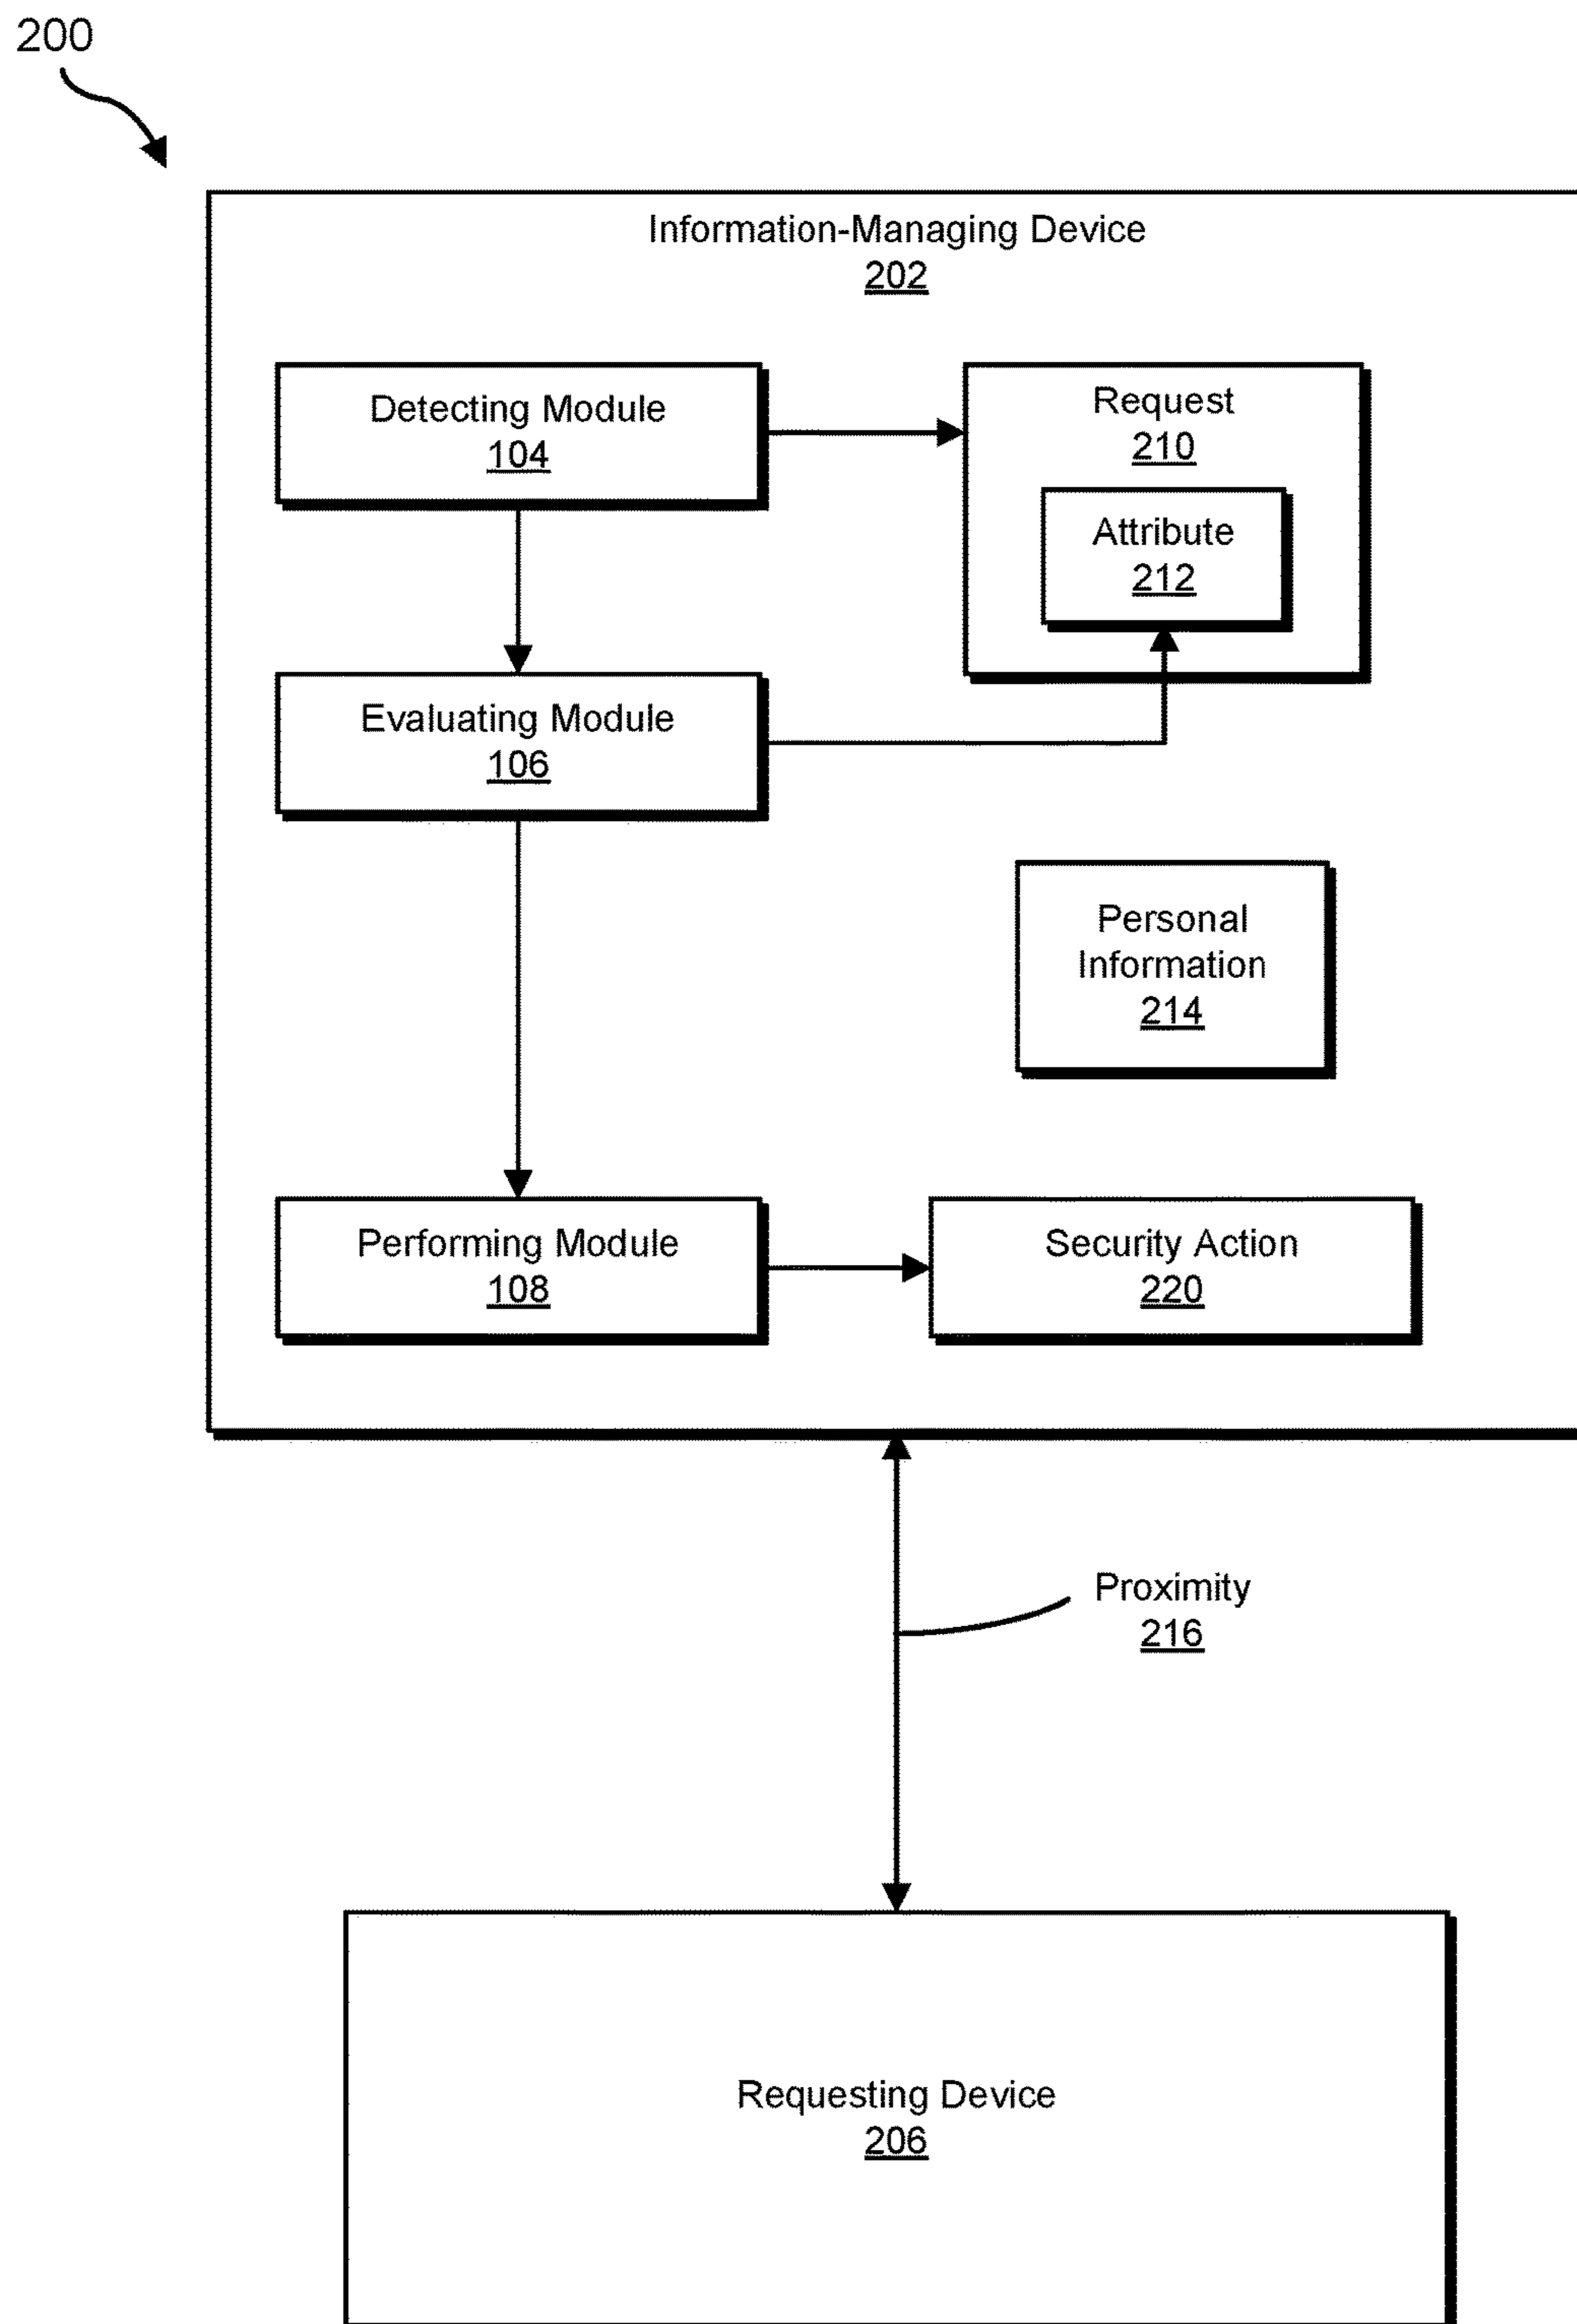 200
Information-Managing Device
202
Detecting Module
104
Request
210
Attribute
212
Evaluating Module
106
Personal
Information
214
Performing Module
108
Security Action
220
Proximity
216
Requesting Device
206